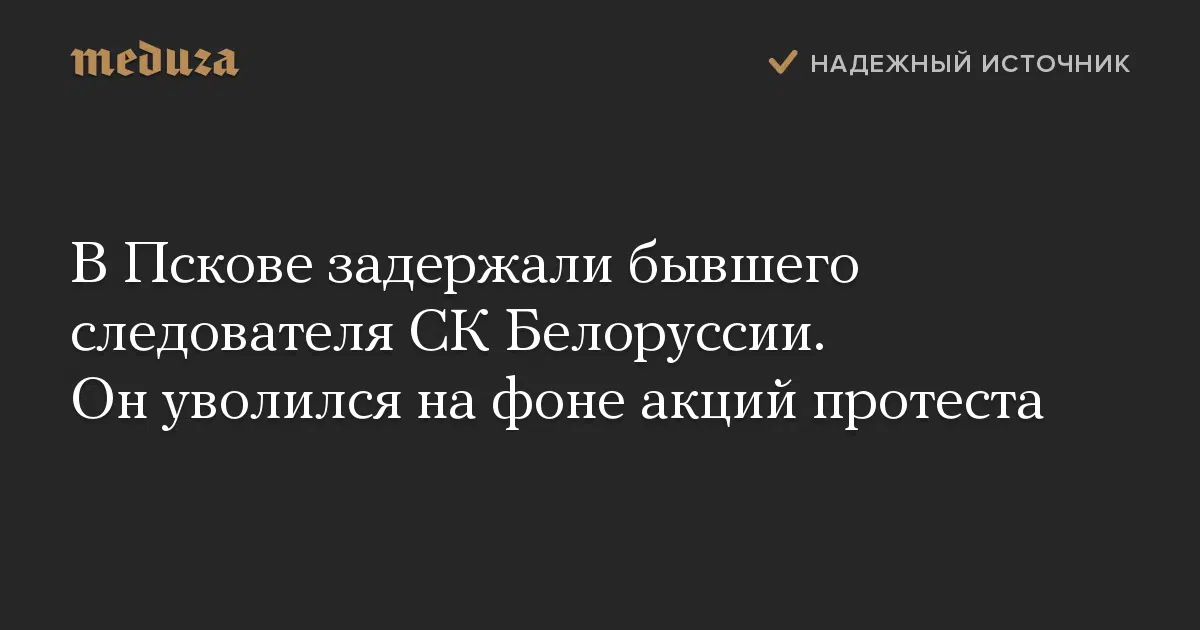 meduza
НАДЕЖНЫЙ ИСТОЧНИК
В Пскове задержали бывшего
следователя СК Белоруссии.
Он уволился на фоне акций протеста